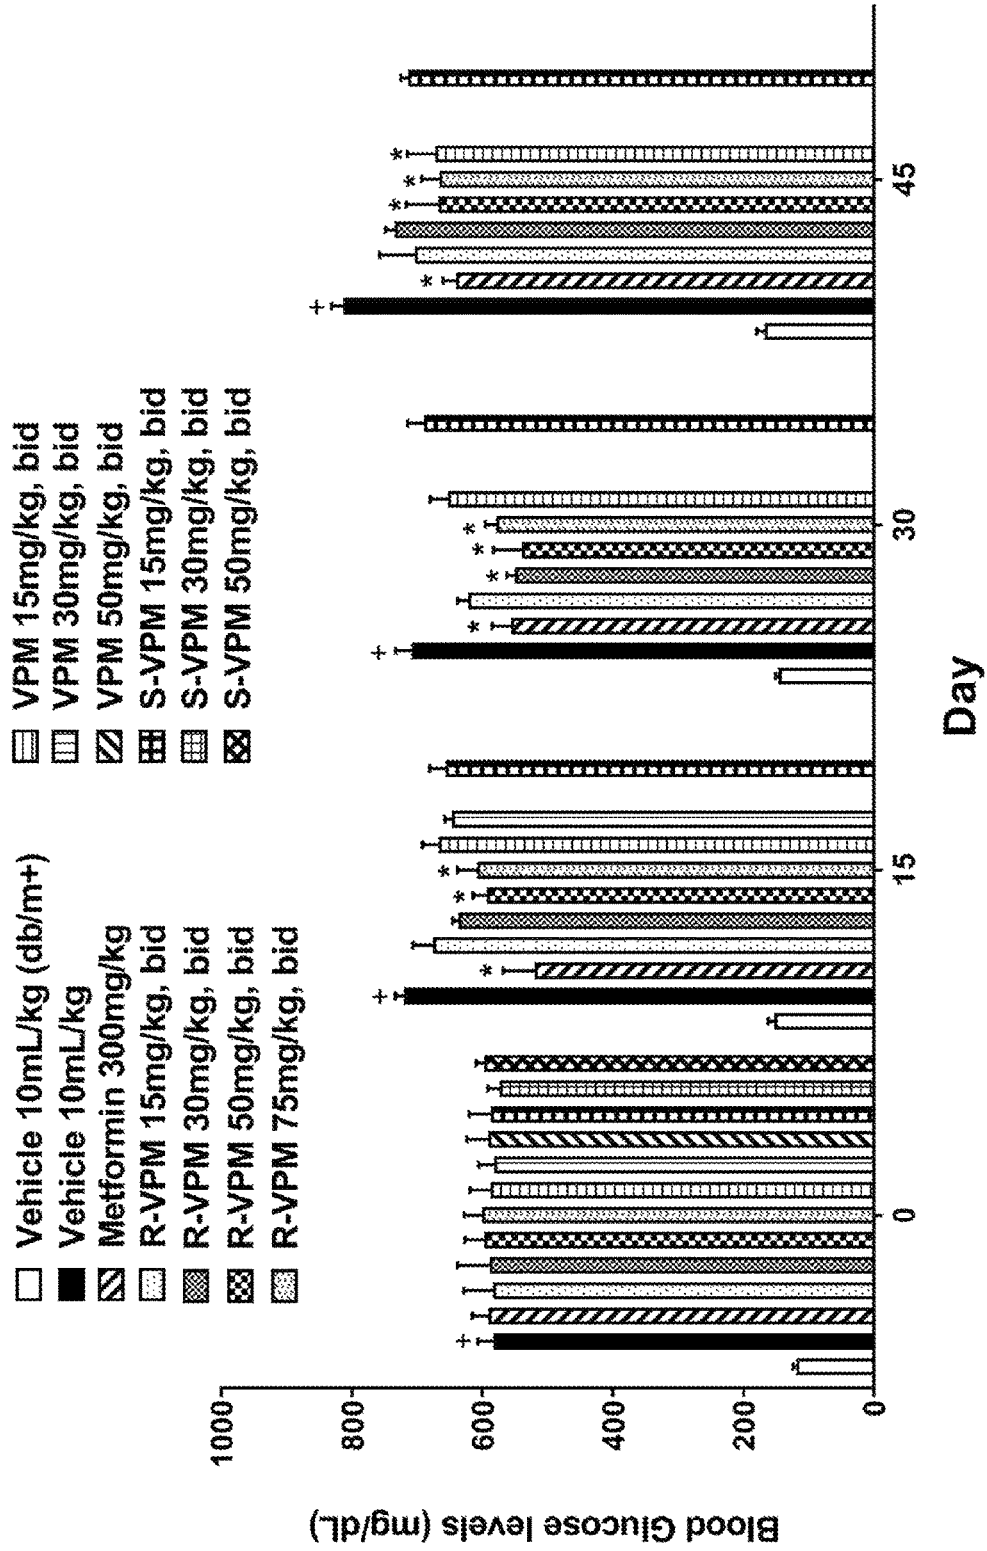 Vehicle 10mL/kg (db/m+)
Vehicle 10mL/kg
Metformin 300mg/kg
R-VPM 15mg/kg, bid
R-VPM 30mg/kg, bid
R-VPM 50mg/kg, bid
R-VPM 75mg/kg, bid
VPM 15mg/kg, bid
VPM 30mg/kg, bid
VPM 50mg/kg, bid
S-VPM 15mg/kg, bid
S-VPM 30mg/kg, bid
S-VPM 50mg/kg, bid
Blood Glucose levels (mg/dL)
1000
800
600
400
200
0
+
+
*
*
*
+
*
*
*
*
+
*
*
*
*
0
15
30
45
Day